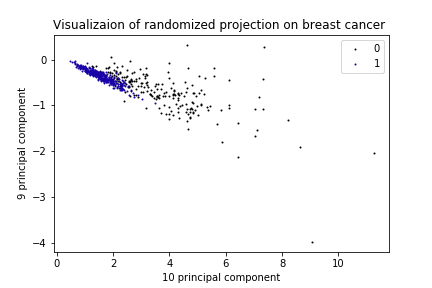 Visualizaion of randomized projection on breast cancer
0
1
0
−1
−2
−3
−4
9 principal component
0 2 4 6 8 10
10 principal component